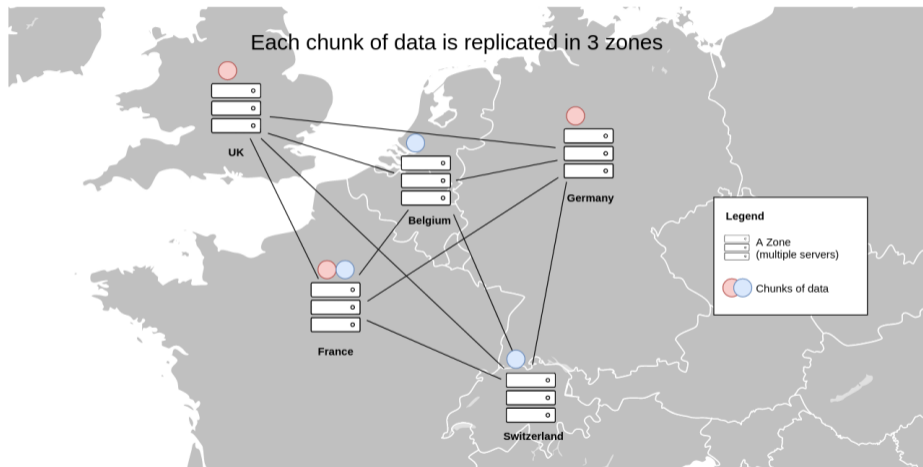 Each chunk of data is replicated in 3 zones
UK
Belgium
Germany
France
Switzerland
Legend
A Zone
(multiple servers)
Chunks of data